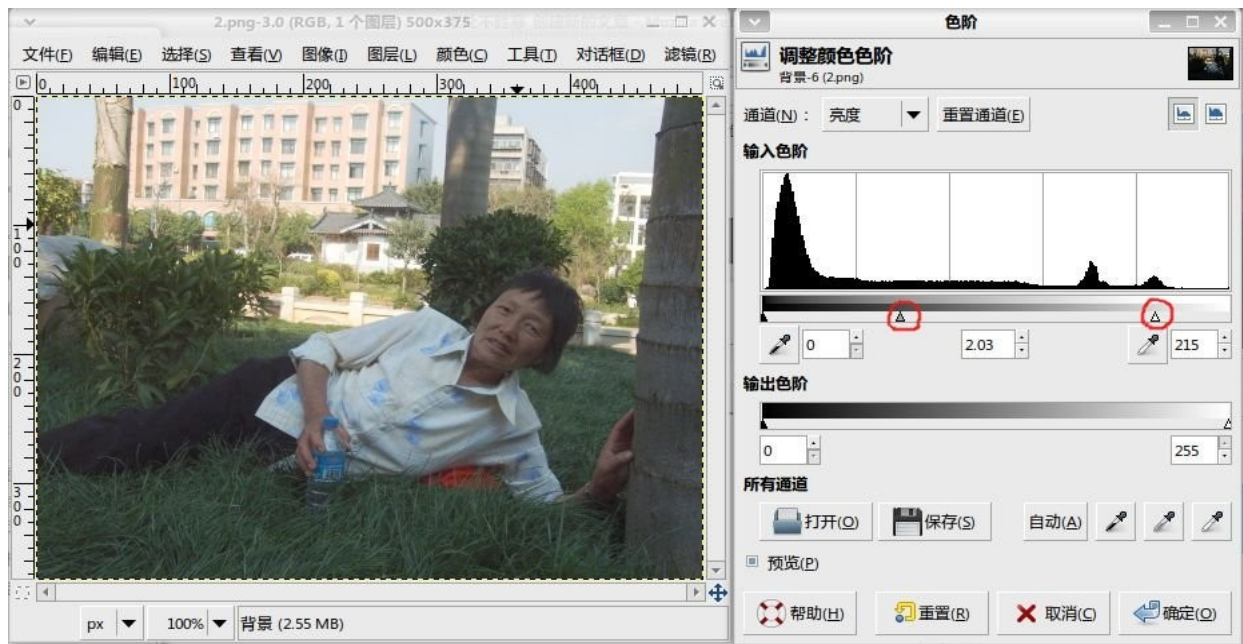 2.png-3.0 (RGB, 1 个图层) 500x375
文件(F) 编辑(E) 选择(S) 查看(V) 图像(I) 图层(L) 颜色(C) 工具(T) 对话框(D) 滤镜(R)
0 100 200 300 400
0
100
200
300
px 100% 背景 (2.55 MB)
色阶
调整颜色色阶
背景-6 (2.png)
通道(N)： 亮度 重置通道(E)
输入色阶
0 2.03 215
输出色阶
0 255
所有通道
打开(O) 保存(S) 自动(A)
预览(P)
帮助(H) 重置(R) 取消(C) 确定(O)